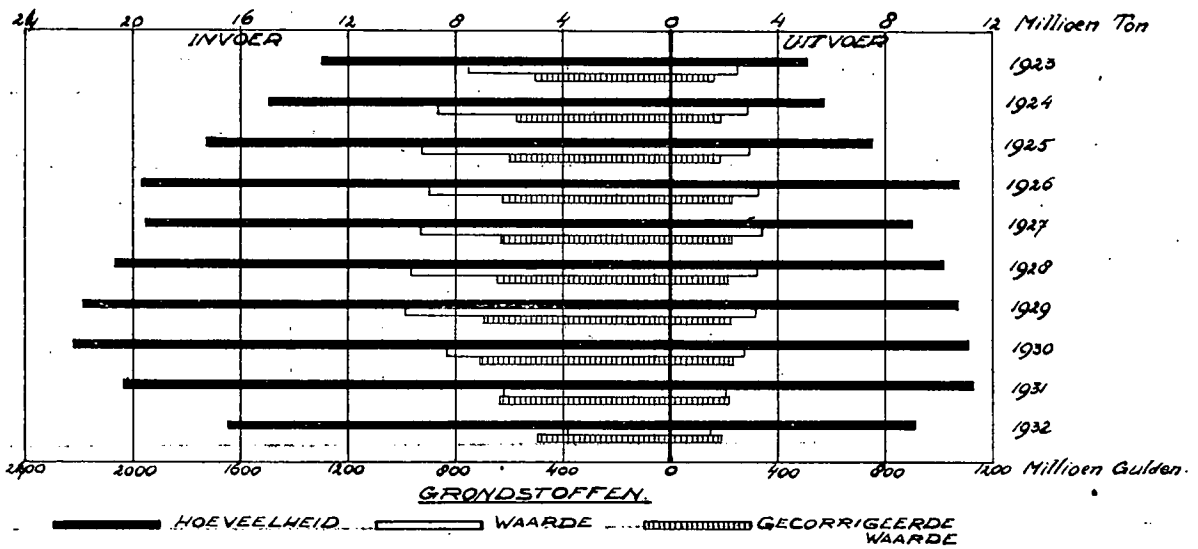 24 20 16 12 8 4 0 4 8 12 Millioen Ton
INVOER UITVOER
1923
1924
1925
1926
1927
1928
1929
1930
1931
1932
2400 2000 1600 1200 800 400 0 400 800 1200 Millioen Gulden.
GRONDSTOFFEN.
HOEVEELHEID WAARDE GECORRIGEERDE
WAARDE